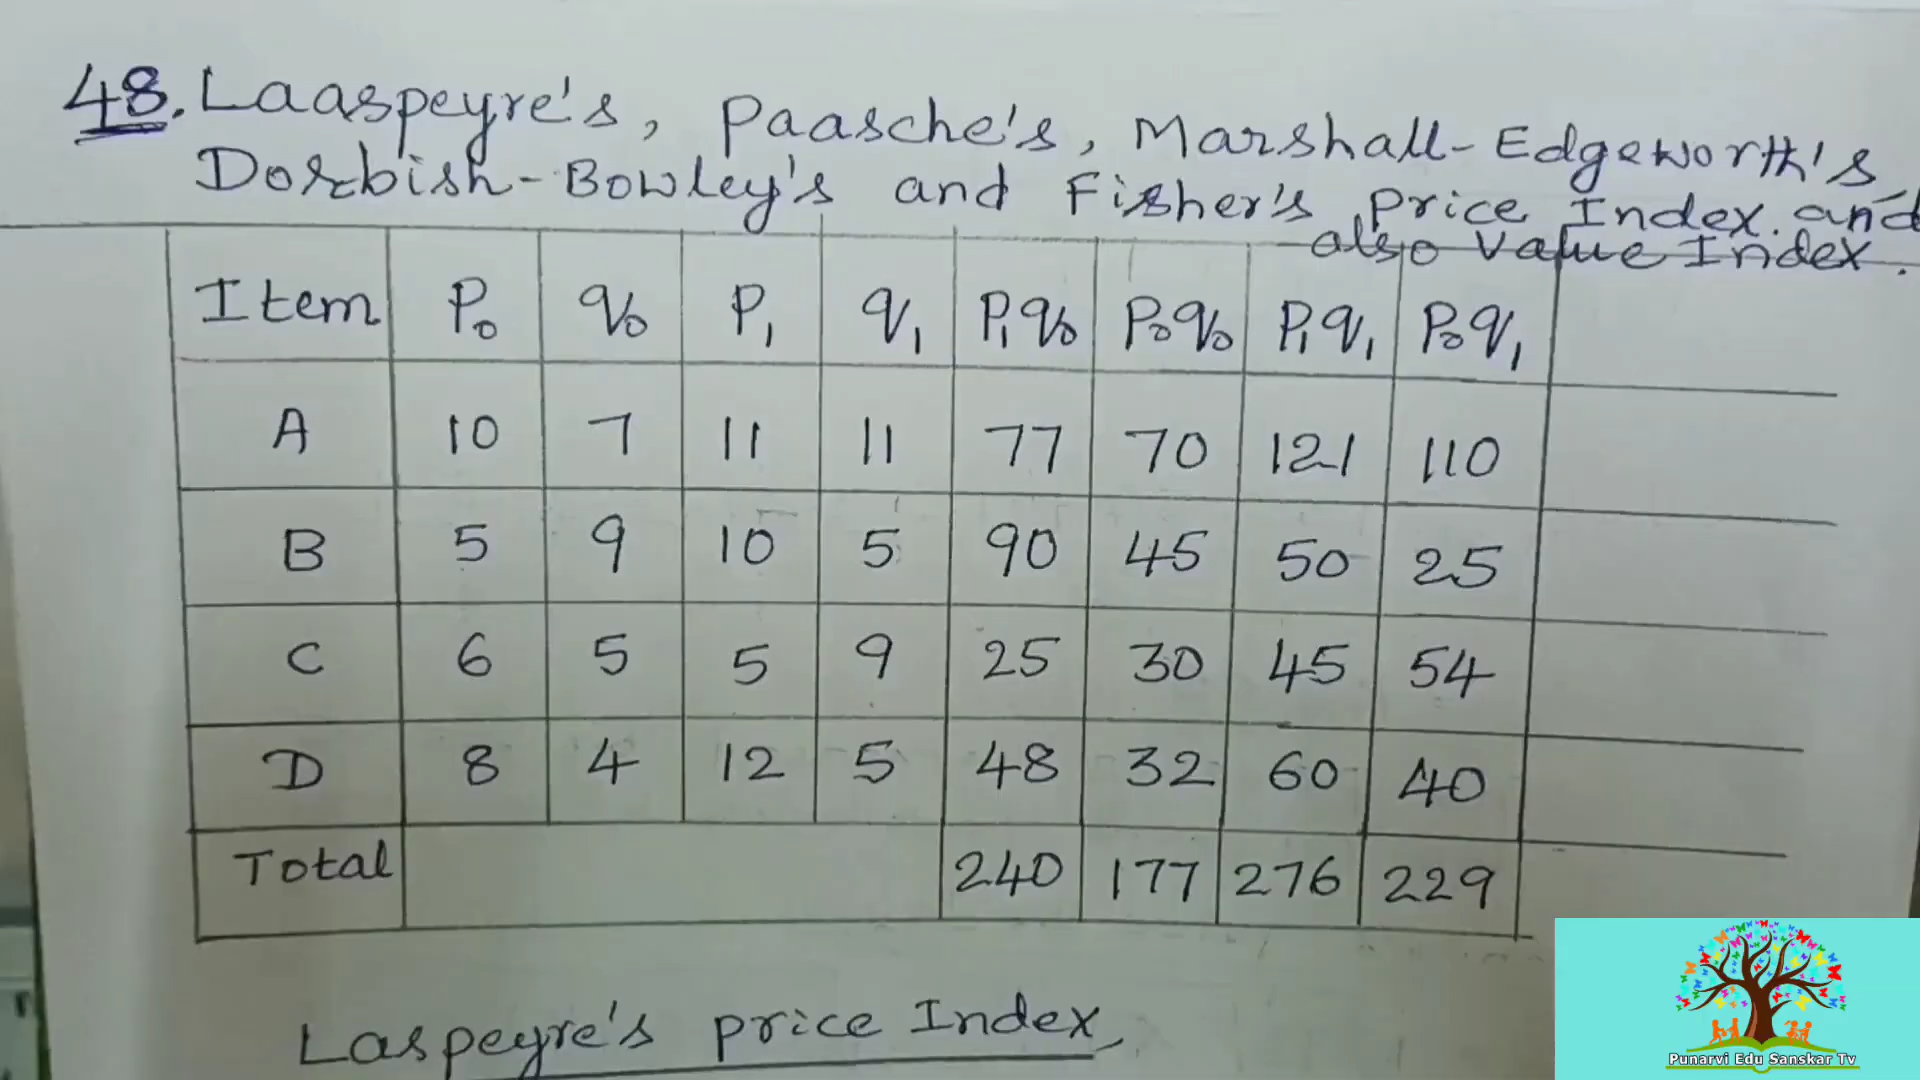 48. Laaspeyre's, Paasche's, Marshall-Edgeworth's,
Dorbish-Bowley's and Fisher's Price Index. and
also Value Index.
Item P₀ q₀ P₁ q₁ P₁q₀ P₀q₀ P₁q₁ P₀q₁
A 10 7 11 11 77 70 121 110
B 5 9 10 5 90 45 50 25
C 6 5 5 9 25 30 45 54
D 8 4 12 5 48 32 60 40
Total 240 177 276 229
Laspeyre's price Index
Punarvi Edu Sanskar Tv